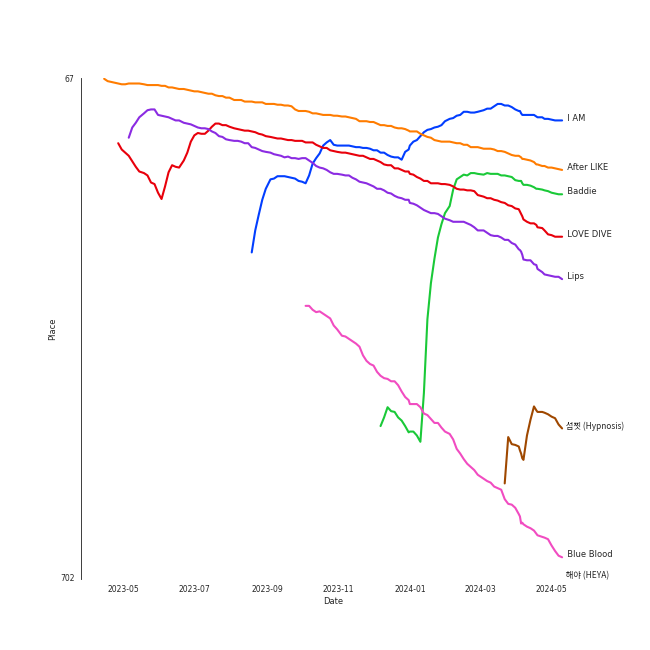 67
I AM
After LIKE
Baddie
LOVE DIVE
Lips
Place
섬찟 (Hypnosis)
Blue Blood
해야 (HEYA)
702
2023-05 2023-07 2023-09 2023-11 2024-01 2024-03 2024-05
Date